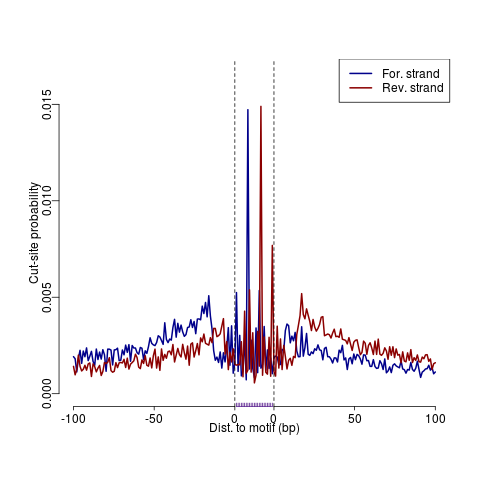 For. strand
Rev. strand
Cut-site probability
0.015
0.010
0.005
0.000
-100 -50 0 0 50 100
Dist. to motif (bp)